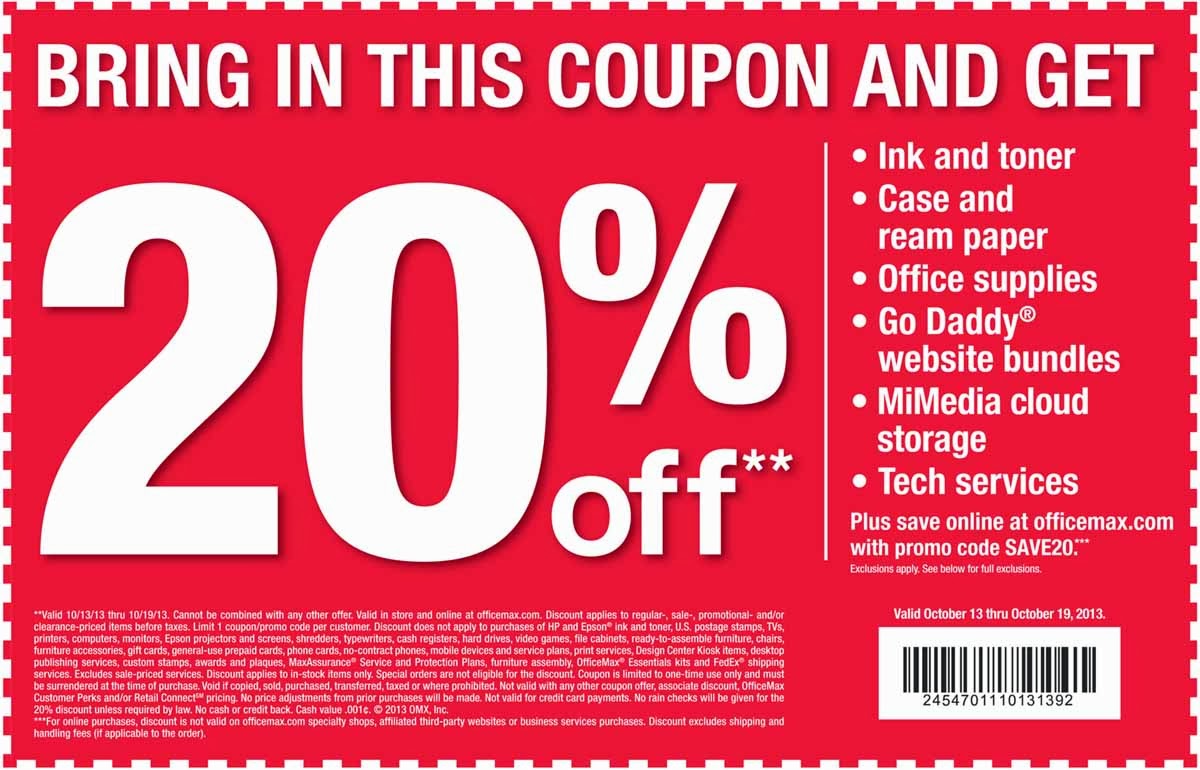 BRING IN THIS COUPON AND GET
20% off**
• Ink and toner
• Case and
ream paper
• Office supplies
• Go Daddy®
website bundles
• MiMedia cloud
storage
• Tech services
Plus save online at officemax.com
with promo code SAVE20.***
Exclusions apply. See below for full exclusions.
**Valid 10/13/13 thru 10/19/13. Cannot be combined with any other offer. Valid in store and online at officemax.com. Discount applies to regular-, sale-, promotional- and/or
clearance-priced items before taxes. Limit 1 coupon/promo code per customer. Discount does not apply to purchases of HP and Epson® ink and toner, U.S. postage stamps, TVs,
printers, computers, monitors, Epson projectors and screens, shredders, typewriters, cash registers, hard drives, video games, file cabinets, ready-to-assemble furniture, chairs,
furniture accessories, gift cards, general-use prepaid cards, phone cards, no-contract phones, mobile devices and service plans, print services, Design Center Kiosk items, desktop
publishing services, custom stamps, awards and plaques, MaxAssurance® Service and Protection Plans, furniture assembly, OfficeMax® Essentials kits and FedEx® shipping
services. Excludes sale-priced services. Discount applies to in-stock items only. Special orders are not eligible for the discount. Coupon is limited to one-time use only and must
be surrendered at the time of purchase. Void if copied, sold, purchased, transferred, taxed or where prohibited. Not valid with any other coupon offer, associate discount, OfficeMax
Customer Perks and/or Retail Connect℠ pricing. No price adjustments from prior purchases will be made. Not valid for credit card payments. No rain checks will be given for the
20% discount unless required by law. No cash or credit back. Cash value .001¢. © 2013 OMX, Inc.
***For online purchases, discount is not valid on officemax.com specialty shops, affiliated third-party websites or business services purchases. Discount excludes shipping and
handling fees (if applicable to the order).
Valid October 13 thru October 19, 2013.
2454701110131392